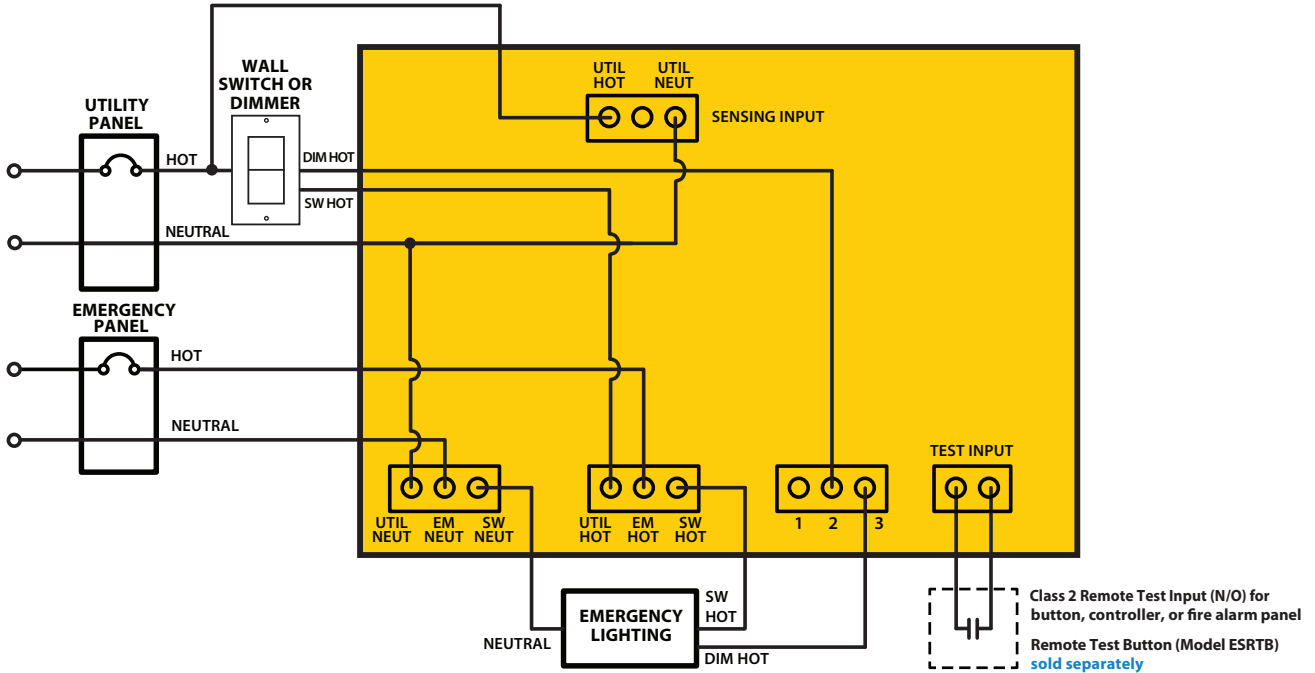 WALL
SWITCH OR
DIMMER
UTIL
HOT
UTIL
NEUT
SENSING INPUT
UTILITY
PANEL
HOT
DIM HOT
SW HOT
NEUTRAL
EMERGENCY
PANEL
HOT
NEUTRAL
TEST INPUT
UTIL
NEUT
EM
NEUT
SW
NEUT
UTIL
HOT
EM
HOT
SW
HOT
1
2
3
EMERGENCY
LIGHTING
NEUTRAL
SW
HOT
DIM HOT
Class 2 Remote Test Input (N/O) for
button, controller, or fire alarm panel
Remote Test Button (Model ESRTB)
sold separately